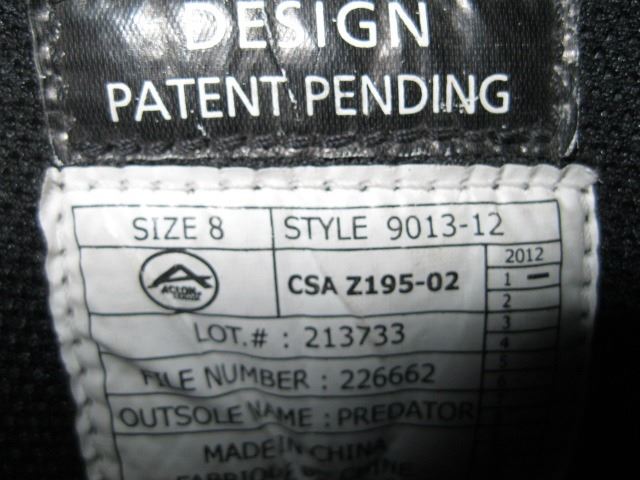 DESIGN
PATENT PENDING
SIZE 8 STYLE 9013-12
CSA Z195-02 2012
1
2
3
4
5
LOT.# : 213733
FILE NUMBER : 226662
OUTSOLE NAME : PREDATOR
MADE IN CHINA